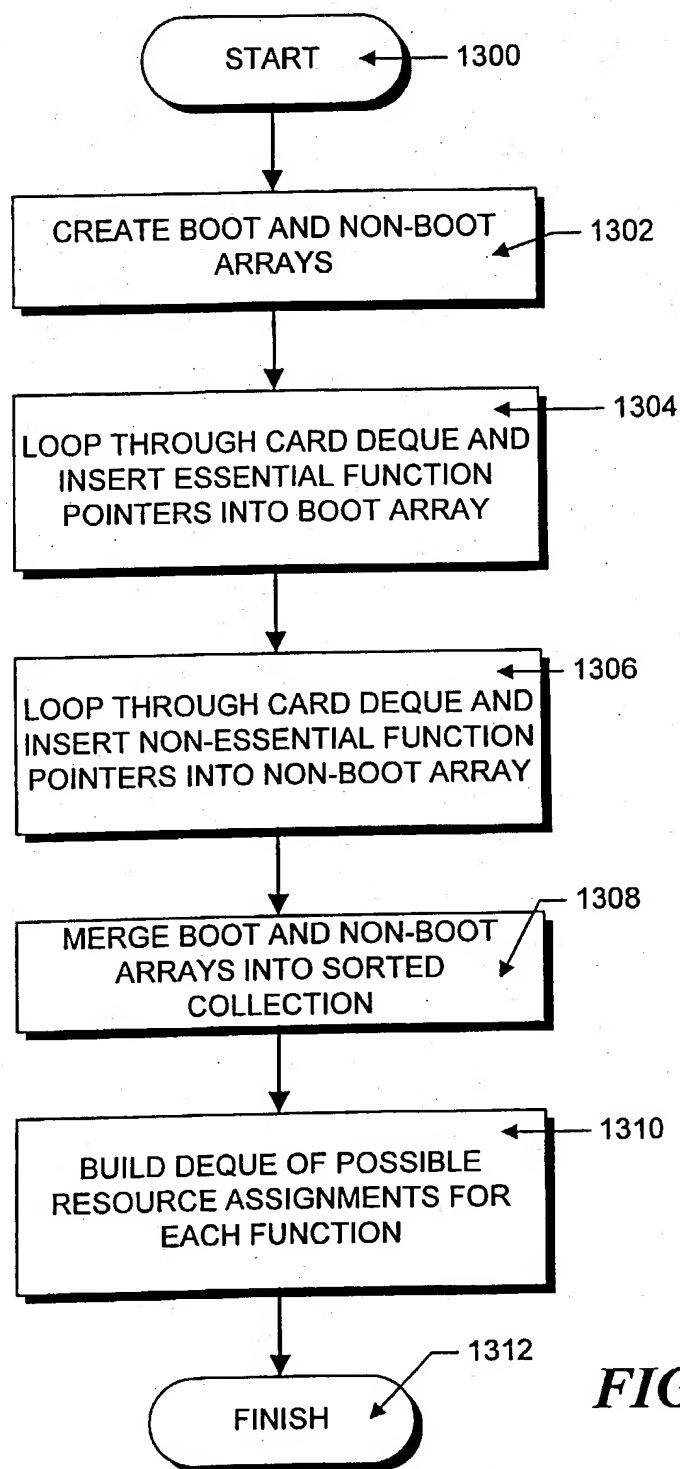 START
1300
CREATE BOOT AND NON-BOOT
ARRAYS
1302
1304
LOOP THROUGH CARD DEQUE AND
INSERT ESSENTIAL FUNCTION
POINTERS INTO BOOT ARRAY
1306
LOOP THROUGH CARD DEQUE AND
INSERT NON-ESSENTIAL FUNCTION
POINTERS INTO NON-BOOT ARRAY
1308
MERGE BOOT AND NON-BOOT
ARRAYS INTO SORTED
COLLECTION
1310
BUILD DEQUE OF POSSIBLE
RESOURCE ASSIGNMENTS FOR
EACH FUNCTION
1312
FINISH
FIG